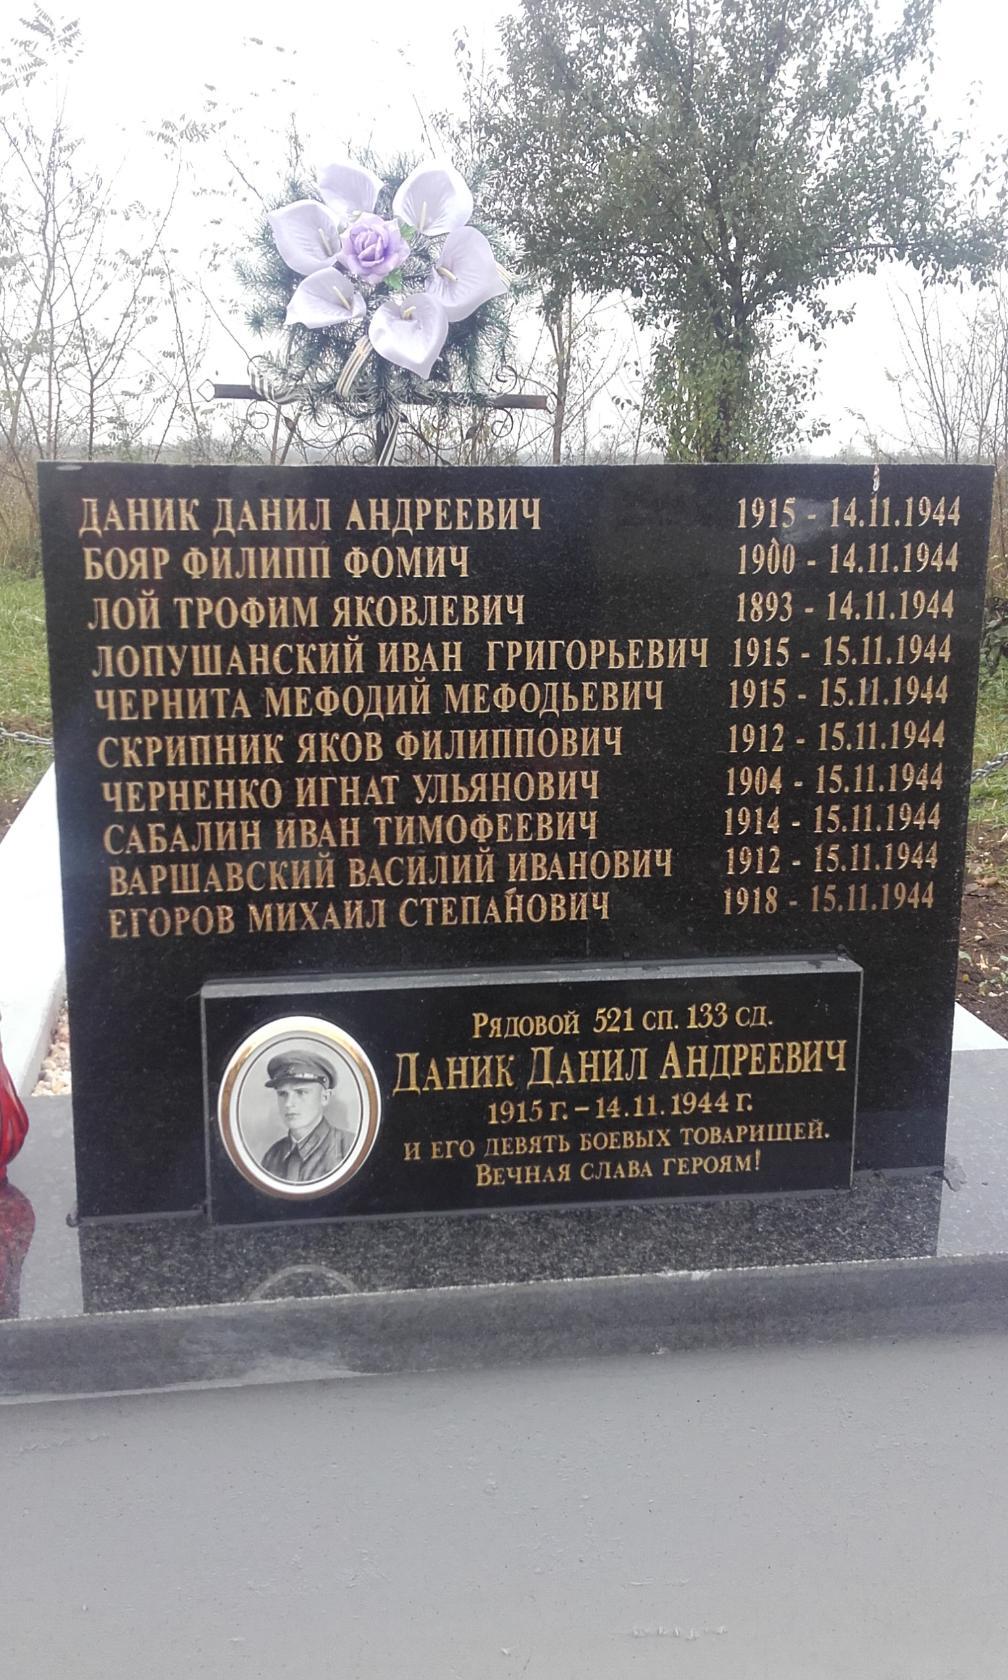 ДАНИК ДАНИЛ АНДРЕЕВИЧ 1915 - 14.11.1944
БОЯР ФИЛИПП ФОМИЧ 1900 - 14.11.1944
ЛОЙ ТРОФИМ ЯКОВЛЕВИЧ 1893 - 14.11.1944
ЛОПУШАНСКИЙ ИВАН ГРИГОРЬЕВИЧ 1915 - 15.11.1944
ЧЕРНИТА МЕФОДИЙ МЕФОДЬЕВИЧ 1915 - 15.11.1944
СКРИПНИК ЯКОВ ФИЛИППОВИЧ 1912 - 15.11.1944
ЧЕРНЕНКО ИГНАТ УЛЬЯНОВИЧ 1904 - 15.11.1944
САБАЛИН ИВАН ТИМОФЕЕВИЧ 1914 - 15.11.1944
ВАРШАВСКИЙ ВАСИЛИЙ ИВАНОВИЧ 1912 - 15.11.1944
ЕГОРОВ МИХАИЛ СТЕПАНОВИЧ 1918 - 15.11.1944
РЯДОВОЙ 521 СП. 133 СД.
ДАНИК ДАНИЛ АНДРЕЕВИЧ
1915 Г. – 14.11.1944 Г.
И ЕГО ДЕВЯТЬ БОЕВЫХ ТОВАРИЩЕЙ.
ВЕЧНАЯ СЛАВА ГЕРОЯМ!